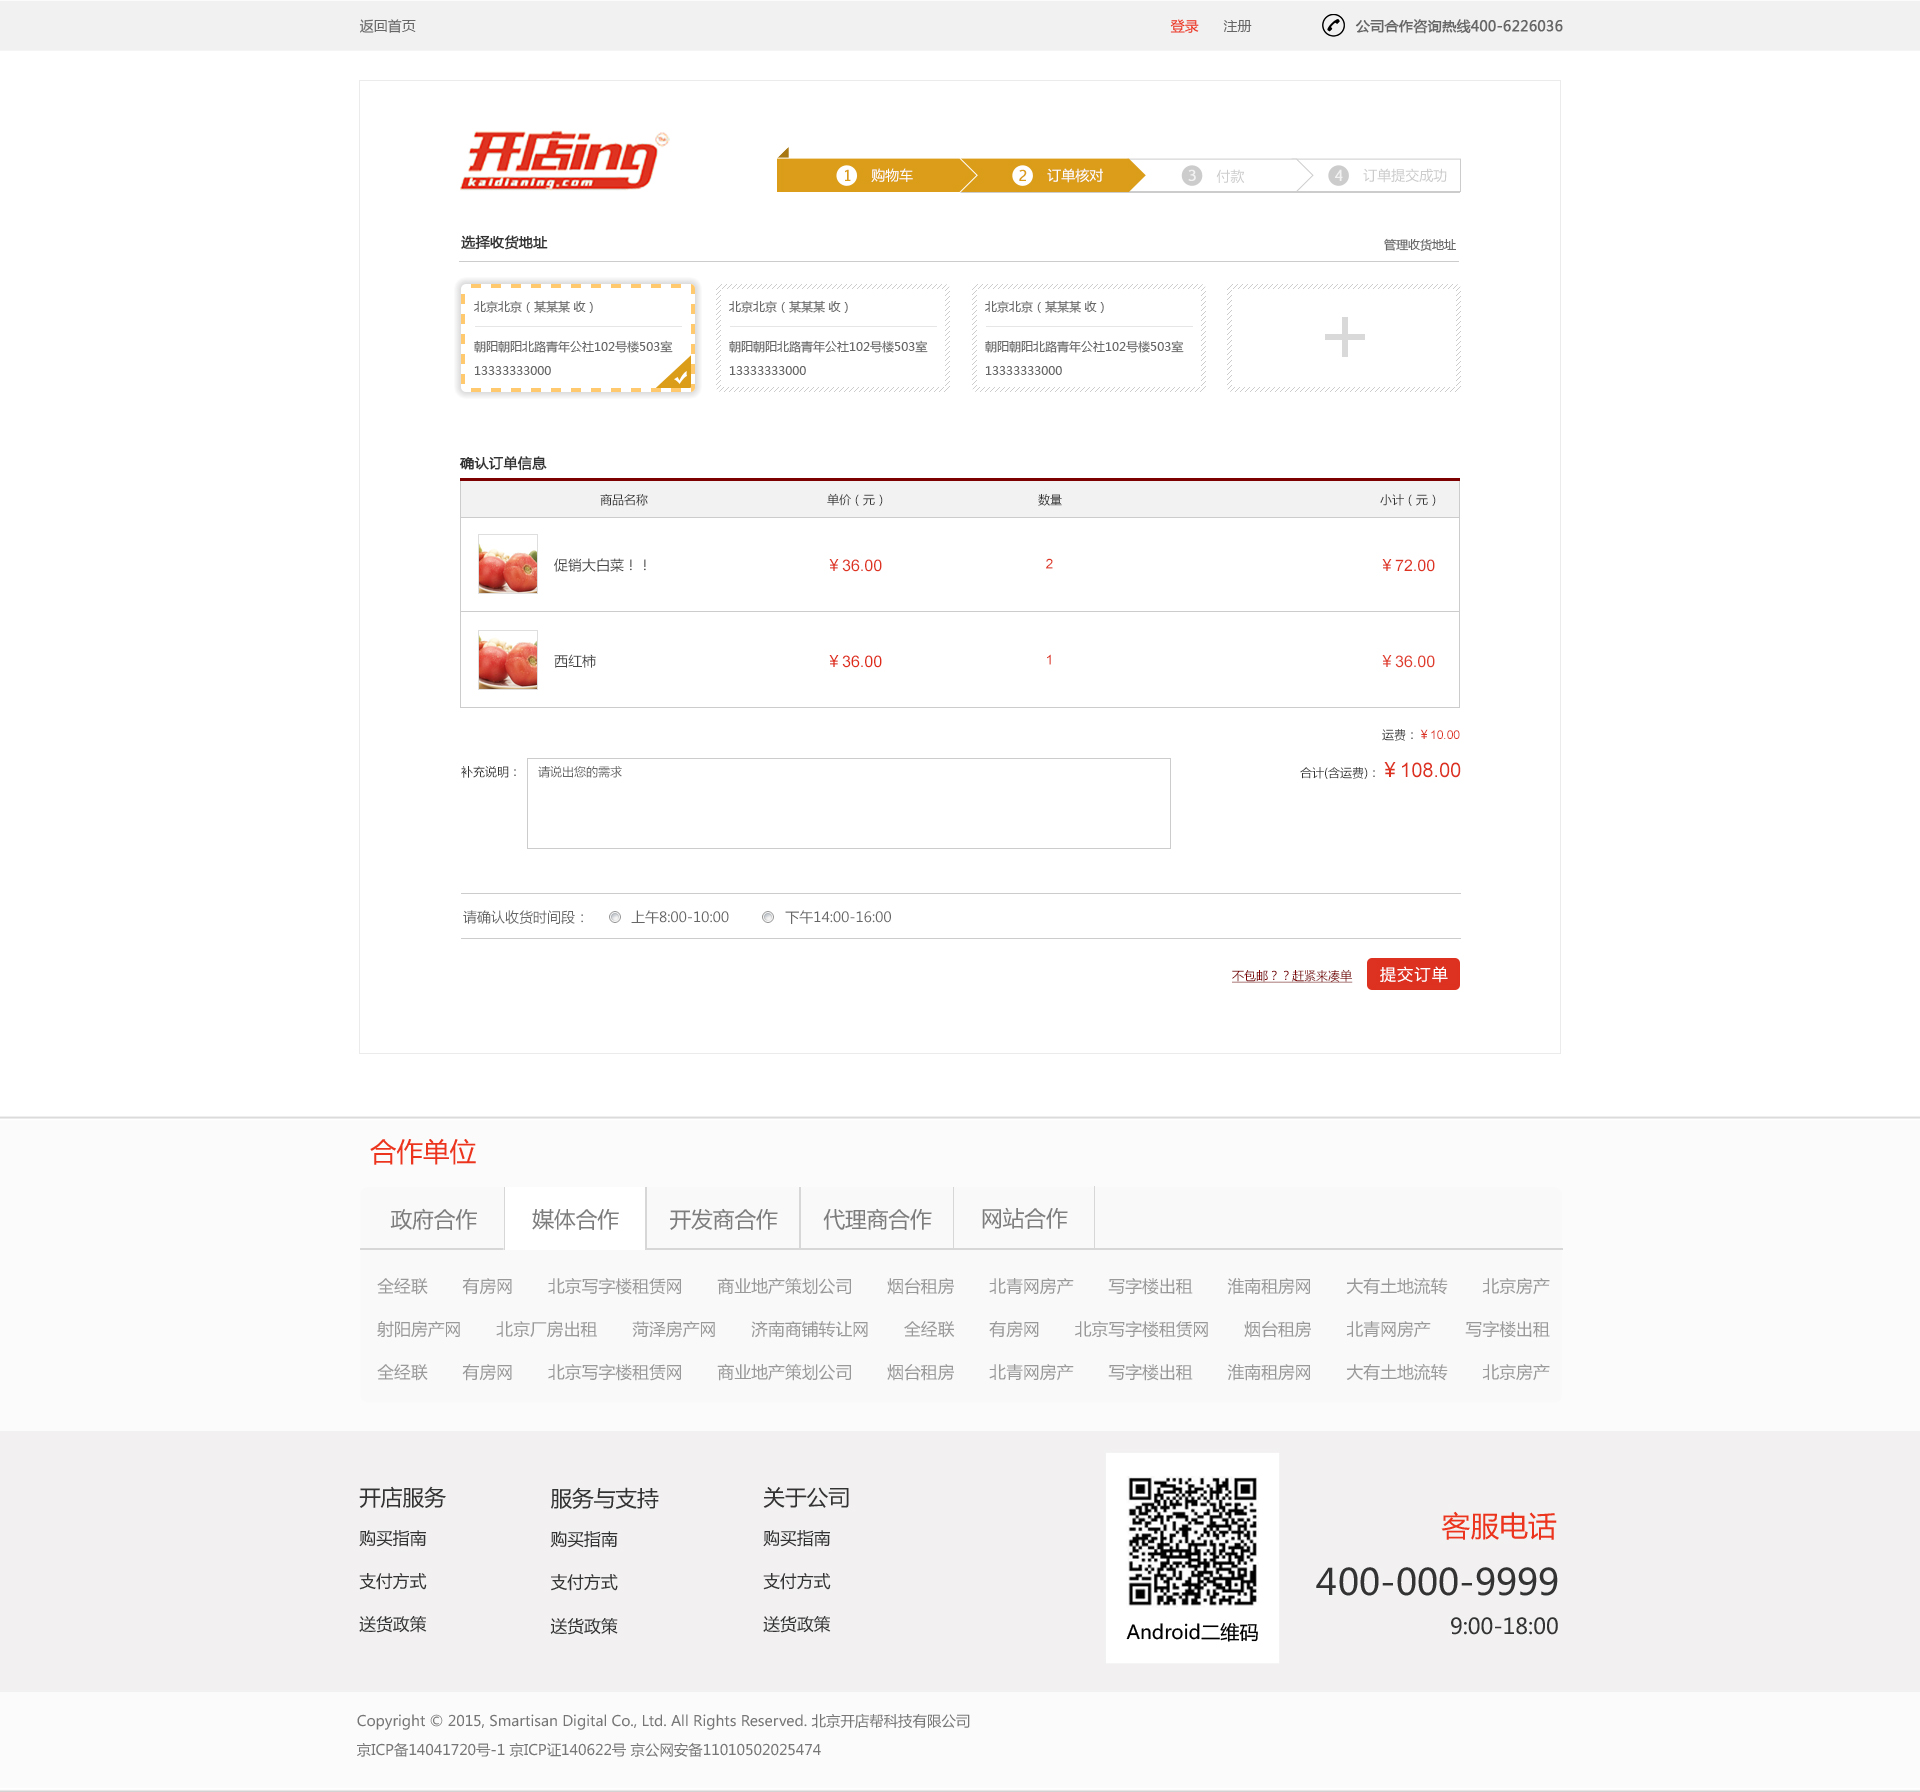 返回首页 登录 注册 公司合作咨询热线400-6226036
开店ing
kaidianing.com
1 购物车 2 订单核对 3 付款 4 订单提交成功
选择收货地址 管理收货地址
北京北京（某某某 收） 北京北京（某某某 收） 北京北京（某某某 收）
朝阳朝阳北路青年公社102号楼503室 朝阳朝阳北路青年公社102号楼503室 朝阳朝阳北路青年公社102号楼503室
13333333000 13333333000 13333333000
确认订单信息
商品名称 单价（元） 数量 小计（元）
促销大白菜！！ ￥36.00 2 ￥72.00
西红柿 ￥36.00 1 ￥36.00
运费：￥10.00
补充说明： 请说出您的需求 合计(含运费)：￥108.00
请确认收货时间段： 上午8:00-10:00 下午14:00-16:00
不包邮？？赶紧来凑单 提交订单
合作单位
政府合作 媒体合作 开发商合作 代理商合作 网站合作
全经联 有房网 北京写字楼租赁网 商业地产策划公司 烟台租房 北青网房产 写字楼出租 淮南租房网 大有土地流转 北京房产
射阳房产网 北京厂房出租 菏泽房产网 济南商铺转让网 全经联 有房网 北京写字楼租赁网 烟台租房 北青网房产 写字楼出租
全经联 有房网 北京写字楼租赁网 商业地产策划公司 烟台租房 北青网房产 写字楼出租 淮南租房网 大有土地流转 北京房产
开店服务 服务与支持 关于公司
购买指南 购买指南 购买指南
支付方式 支付方式 支付方式
送货政策 送货政策 送货政策
Android二维码
客服电话
400-000-9999
9:00-18:00
Copyright © 2015, Smartisan Digital Co., Ltd. All Rights Reserved. 北京开店帮科技有限公司
京ICP备14041720号-1 京ICP证140622号 京公网安备11010502025474